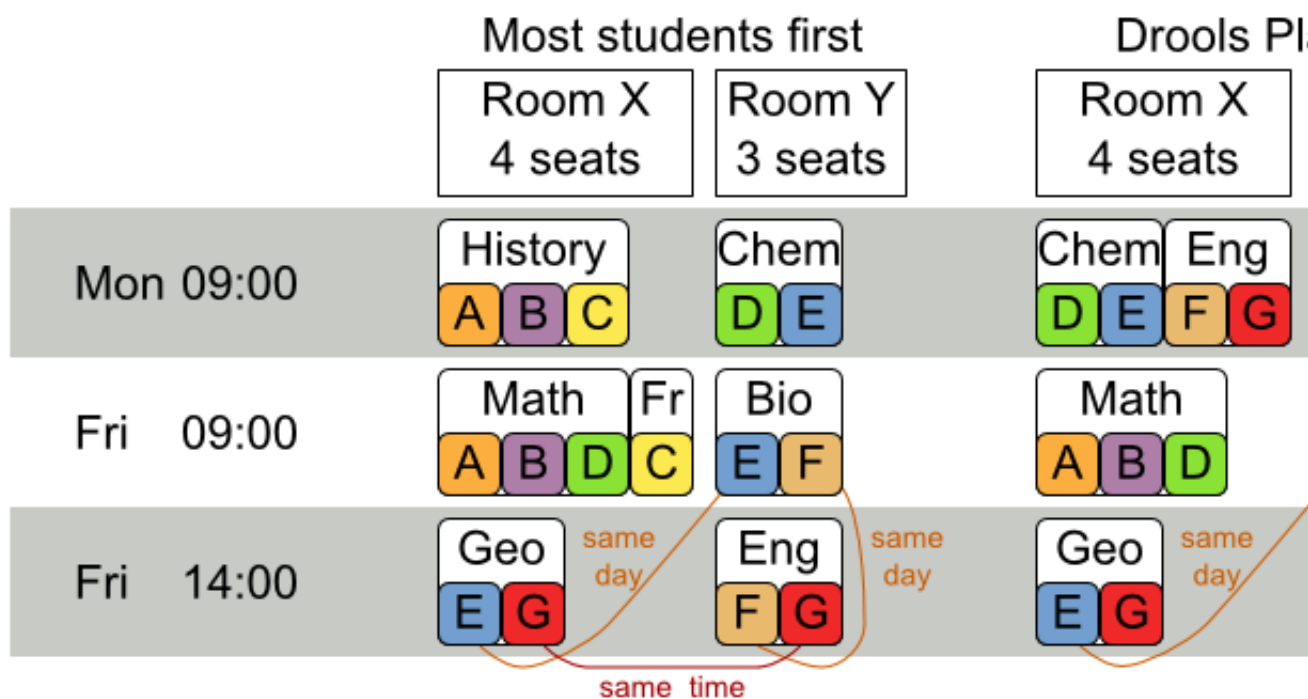 Most students first Drools Pla
Room X Room Y Room X
4 seats 3 seats 4 seats
History Chem Chem Eng
Mon 09:00 A B C D E D E F G
Math Fr Bio Math
Fri 09:00 A B D C E F A B D
Geo same day Eng same day Geo same day
Fri 14:00 E G F G E G
same time